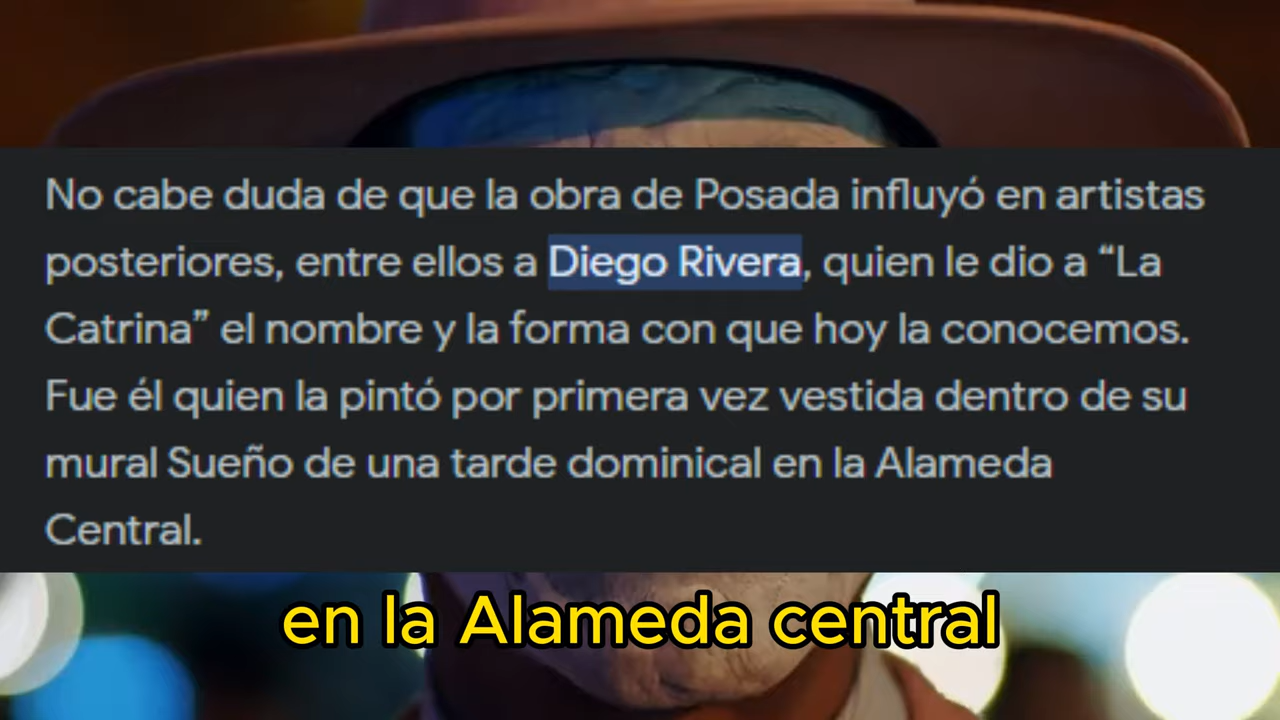 No cabe duda de que la obra de Posada influyó en artistas
posteriores, entre ellos a Diego Rivera, quien le dio a “La
Catrina” el nombre y la forma con que hoy la conocemos.
Fue él quien la pintó por primera vez vestida dentro de su
mural Sueño de una tarde dominical en la Alameda
Central.
en la Alameda central